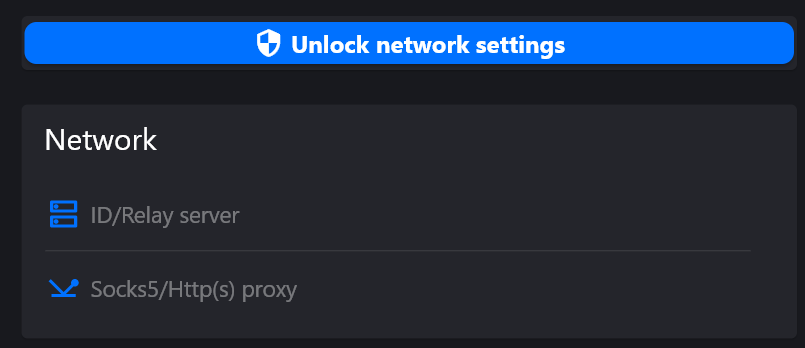 Unlock network settings
Network
ID/Relay server
Socks5/Http(s) proxy